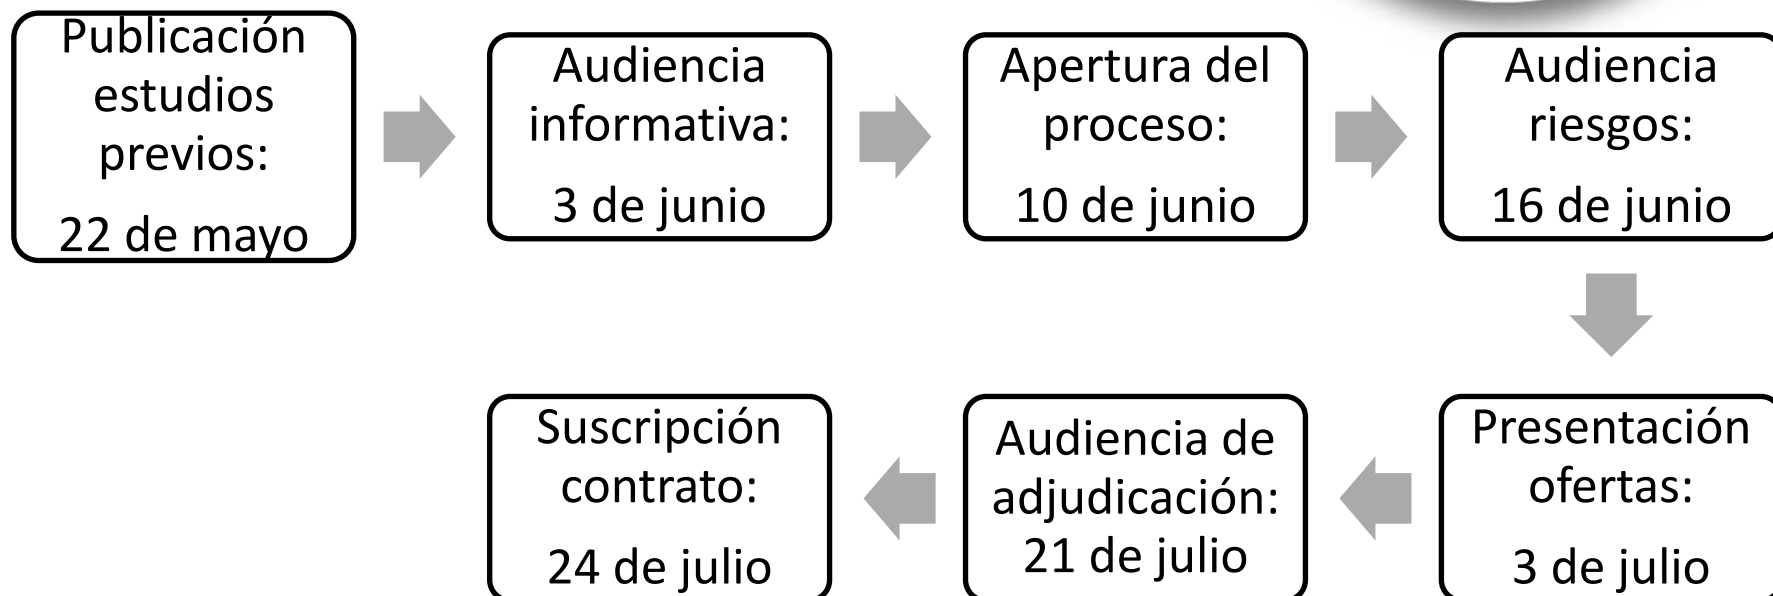 Publicación
estudios
previos:
22 de mayo
Audiencia
informativa:
3 de junio
Apertura del
proceso:
10 de junio
Audiencia
riesgos:
16 de junio
Presentación
ofertas:
3 de julio
Audiencia de
adjudicación:
21 de julio
Suscripción
contrato:
24 de julio